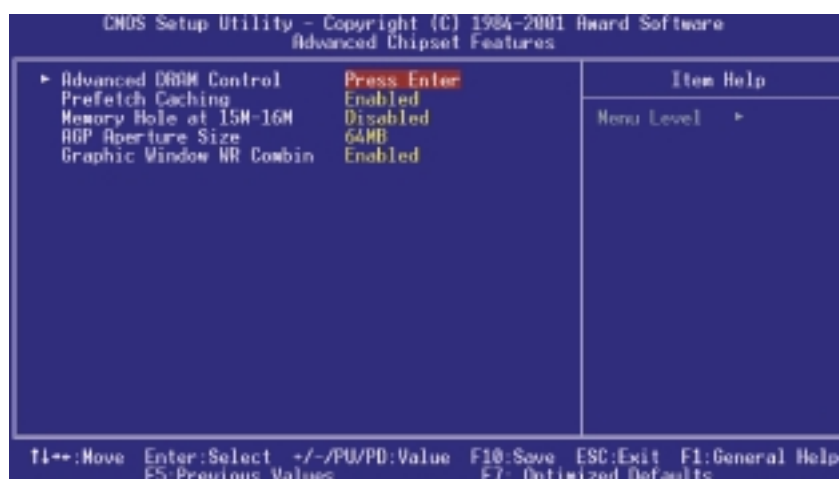 CMOS Setup Utility - Copyright (C) 1984-2001 Award Software
Advanced Chipset Features
► Advanced DRAM Control Press Enter
Prefetch Caching Enabled
Memory Hole at 15M-16M Disabled
AGP Aperture Size 64MB
Graphic Window WR Combin Enabled
Item Help
Menu Level ►
↑↓→←:Move Enter:Select +/-/PU/PD:Value F10:Save ESC:Exit F1:General Help
F5:Previous Values F7: Optimized Defaults